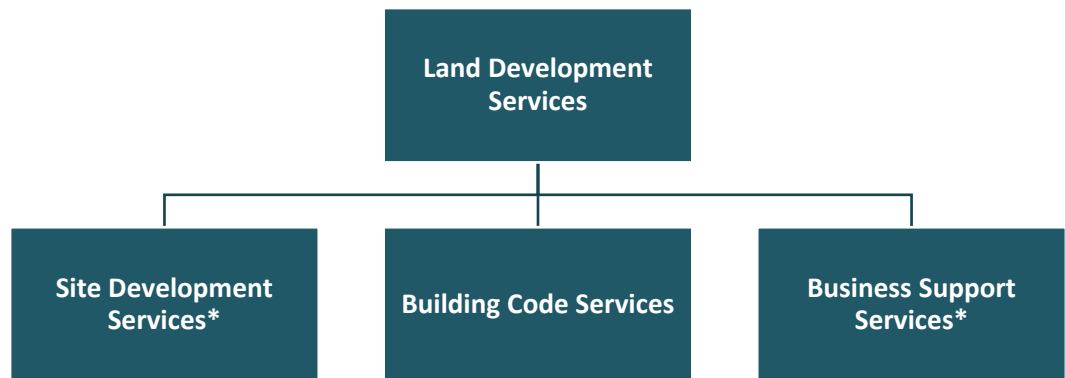 Land Development
Services
Site Development
Services*
Building Code Services
Business Support
Services*